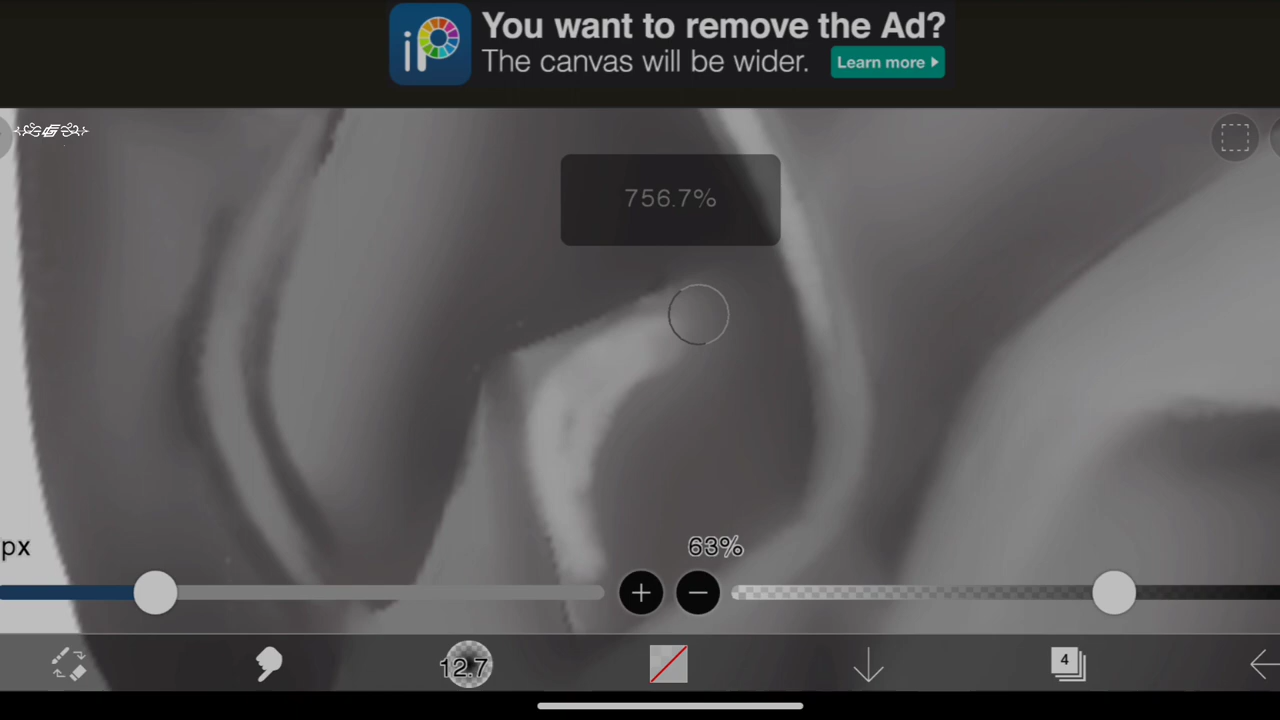 iP
You want to remove the Ad?
The canvas will be wider.
Learn more
756.7%
px
63%
12.7
4